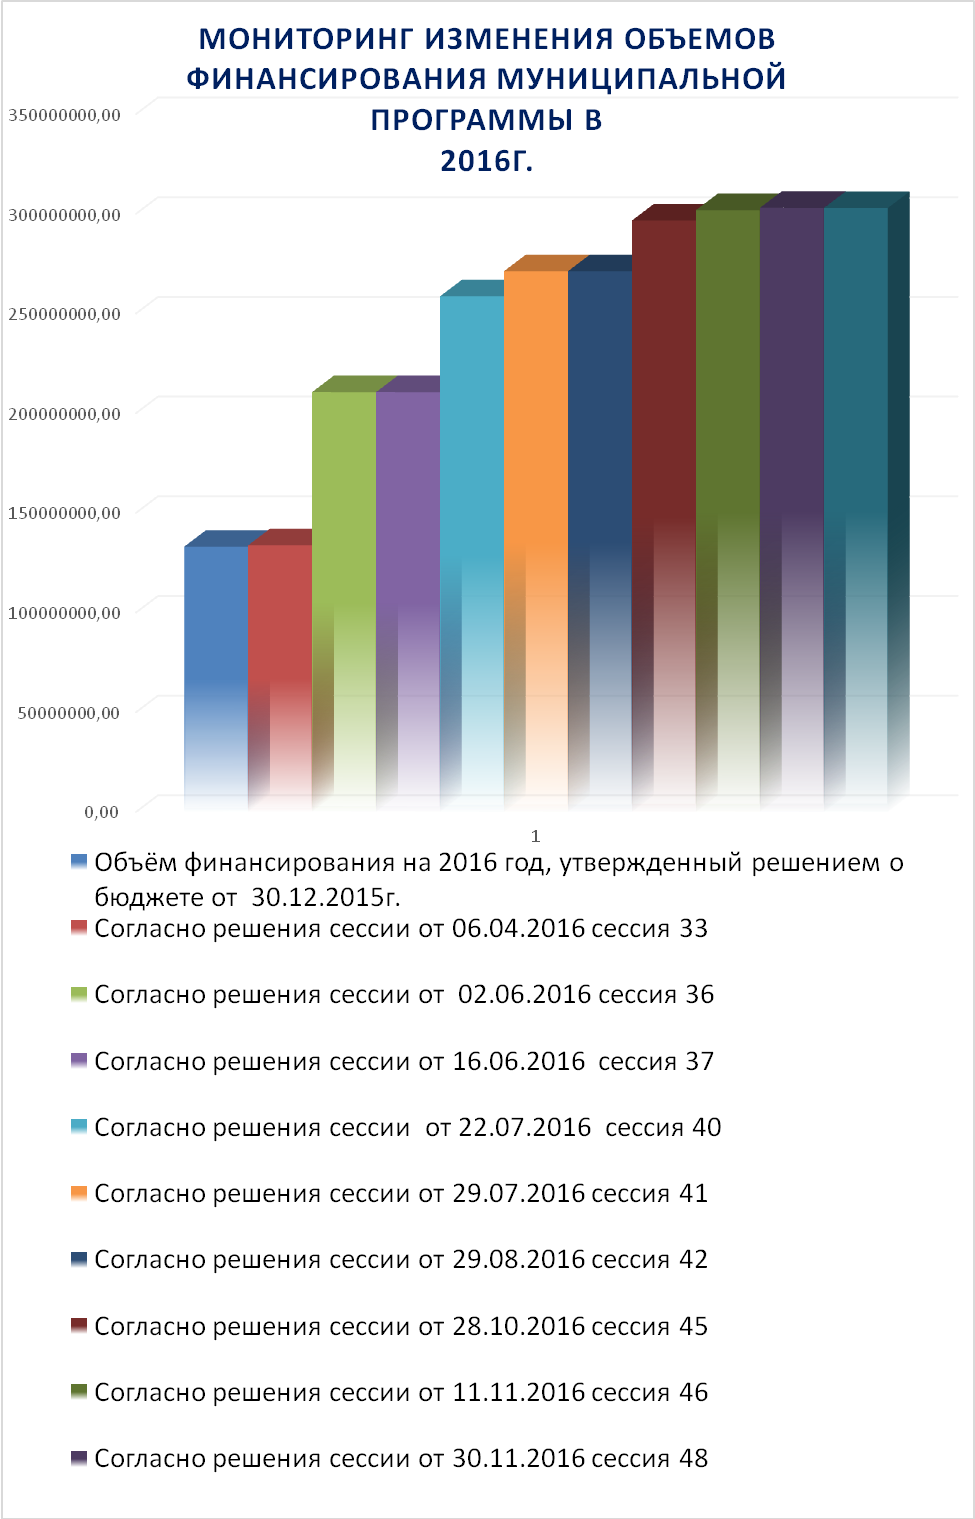 МОНИТОРИНГ ИЗМЕНЕНИЯ ОБЪЕМОВ
ФИНАНСИРОВАНИЯ МУНИЦИПАЛЬНОЙ
ПРОГРАММЫ В
2016Г.
350000000,00
300000000,00
250000000,00
200000000,00
150000000,00
100000000,00
50000000,00
0,00
1
Объём финансирования на 2016 год, утвержденный решением о
бюджете от 30.12.2015г.
Согласно решения сессии от 06.04.2016 сессия 33
Согласно решения сессии от 02.06.2016 сессия 36
Согласно решения сессии от 16.06.2016 сессия 37
Согласно решения сессии от 22.07.2016 сессия 40
Согласно решения сессии от 29.07.2016 сессия 41
Согласно решения сессии от 29.08.2016 сессия 42
Согласно решения сессии от 28.10.2016 сессия 45
Согласно решения сессии от 11.11.2016 сессия 46
Согласно решения сессии от 30.11.2016 сессия 48